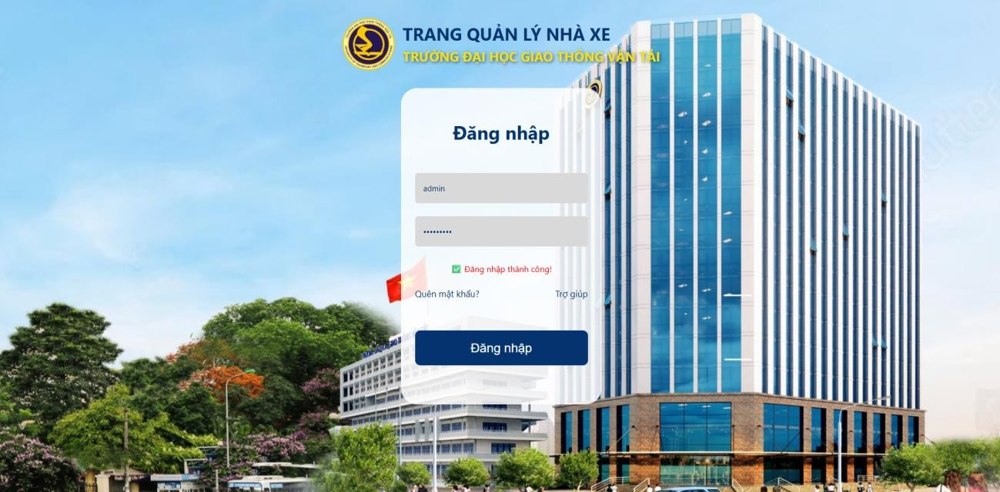 TRANG QUẢN LÝ NHÀ XE
TRƯỜNG ĐẠI HỌC GIAO THÔNG VẬN TẢI
Đăng nhập
admin
•••••••••
✅ Đăng nhập thành công!
Quên mật khẩu?
Trợ giúp
Đăng nhập